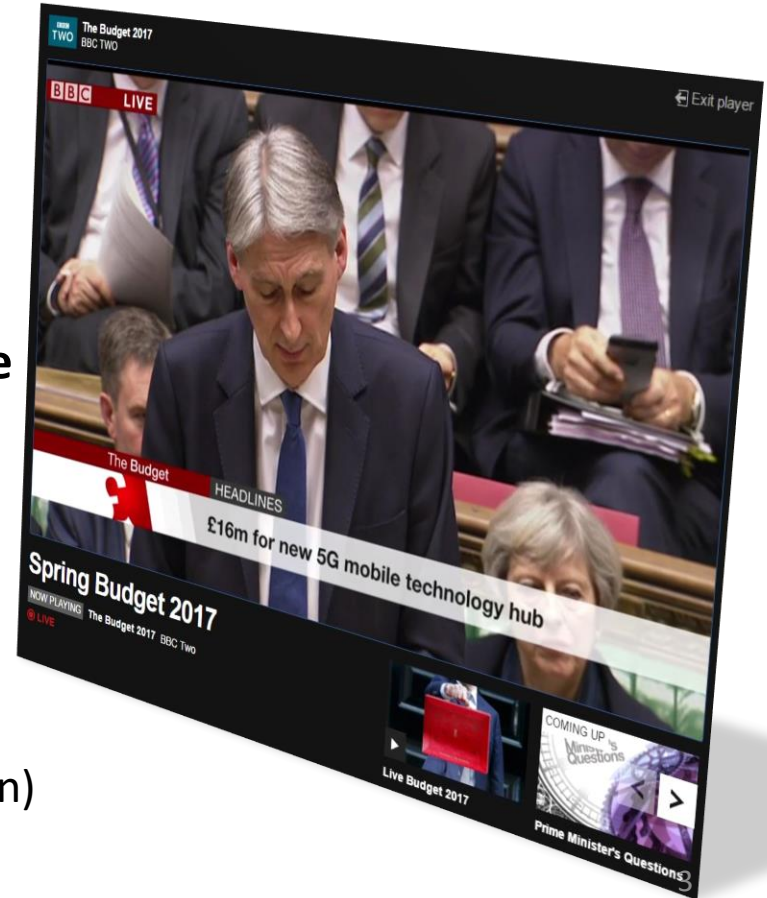 BBC
TWO
The Budget 2017
BBC TWO
Exit player
BBC LIVE
e
The Budget
HEADLINES
£16m for new 5G mobile technology hub
Spring Budget 2017
NOW PLAYING The Budget 2017 BBC Two
LIVE
n)
Live Budget 2017
COMING UP
Minister's
Questions
Prime Minister's Questions
3